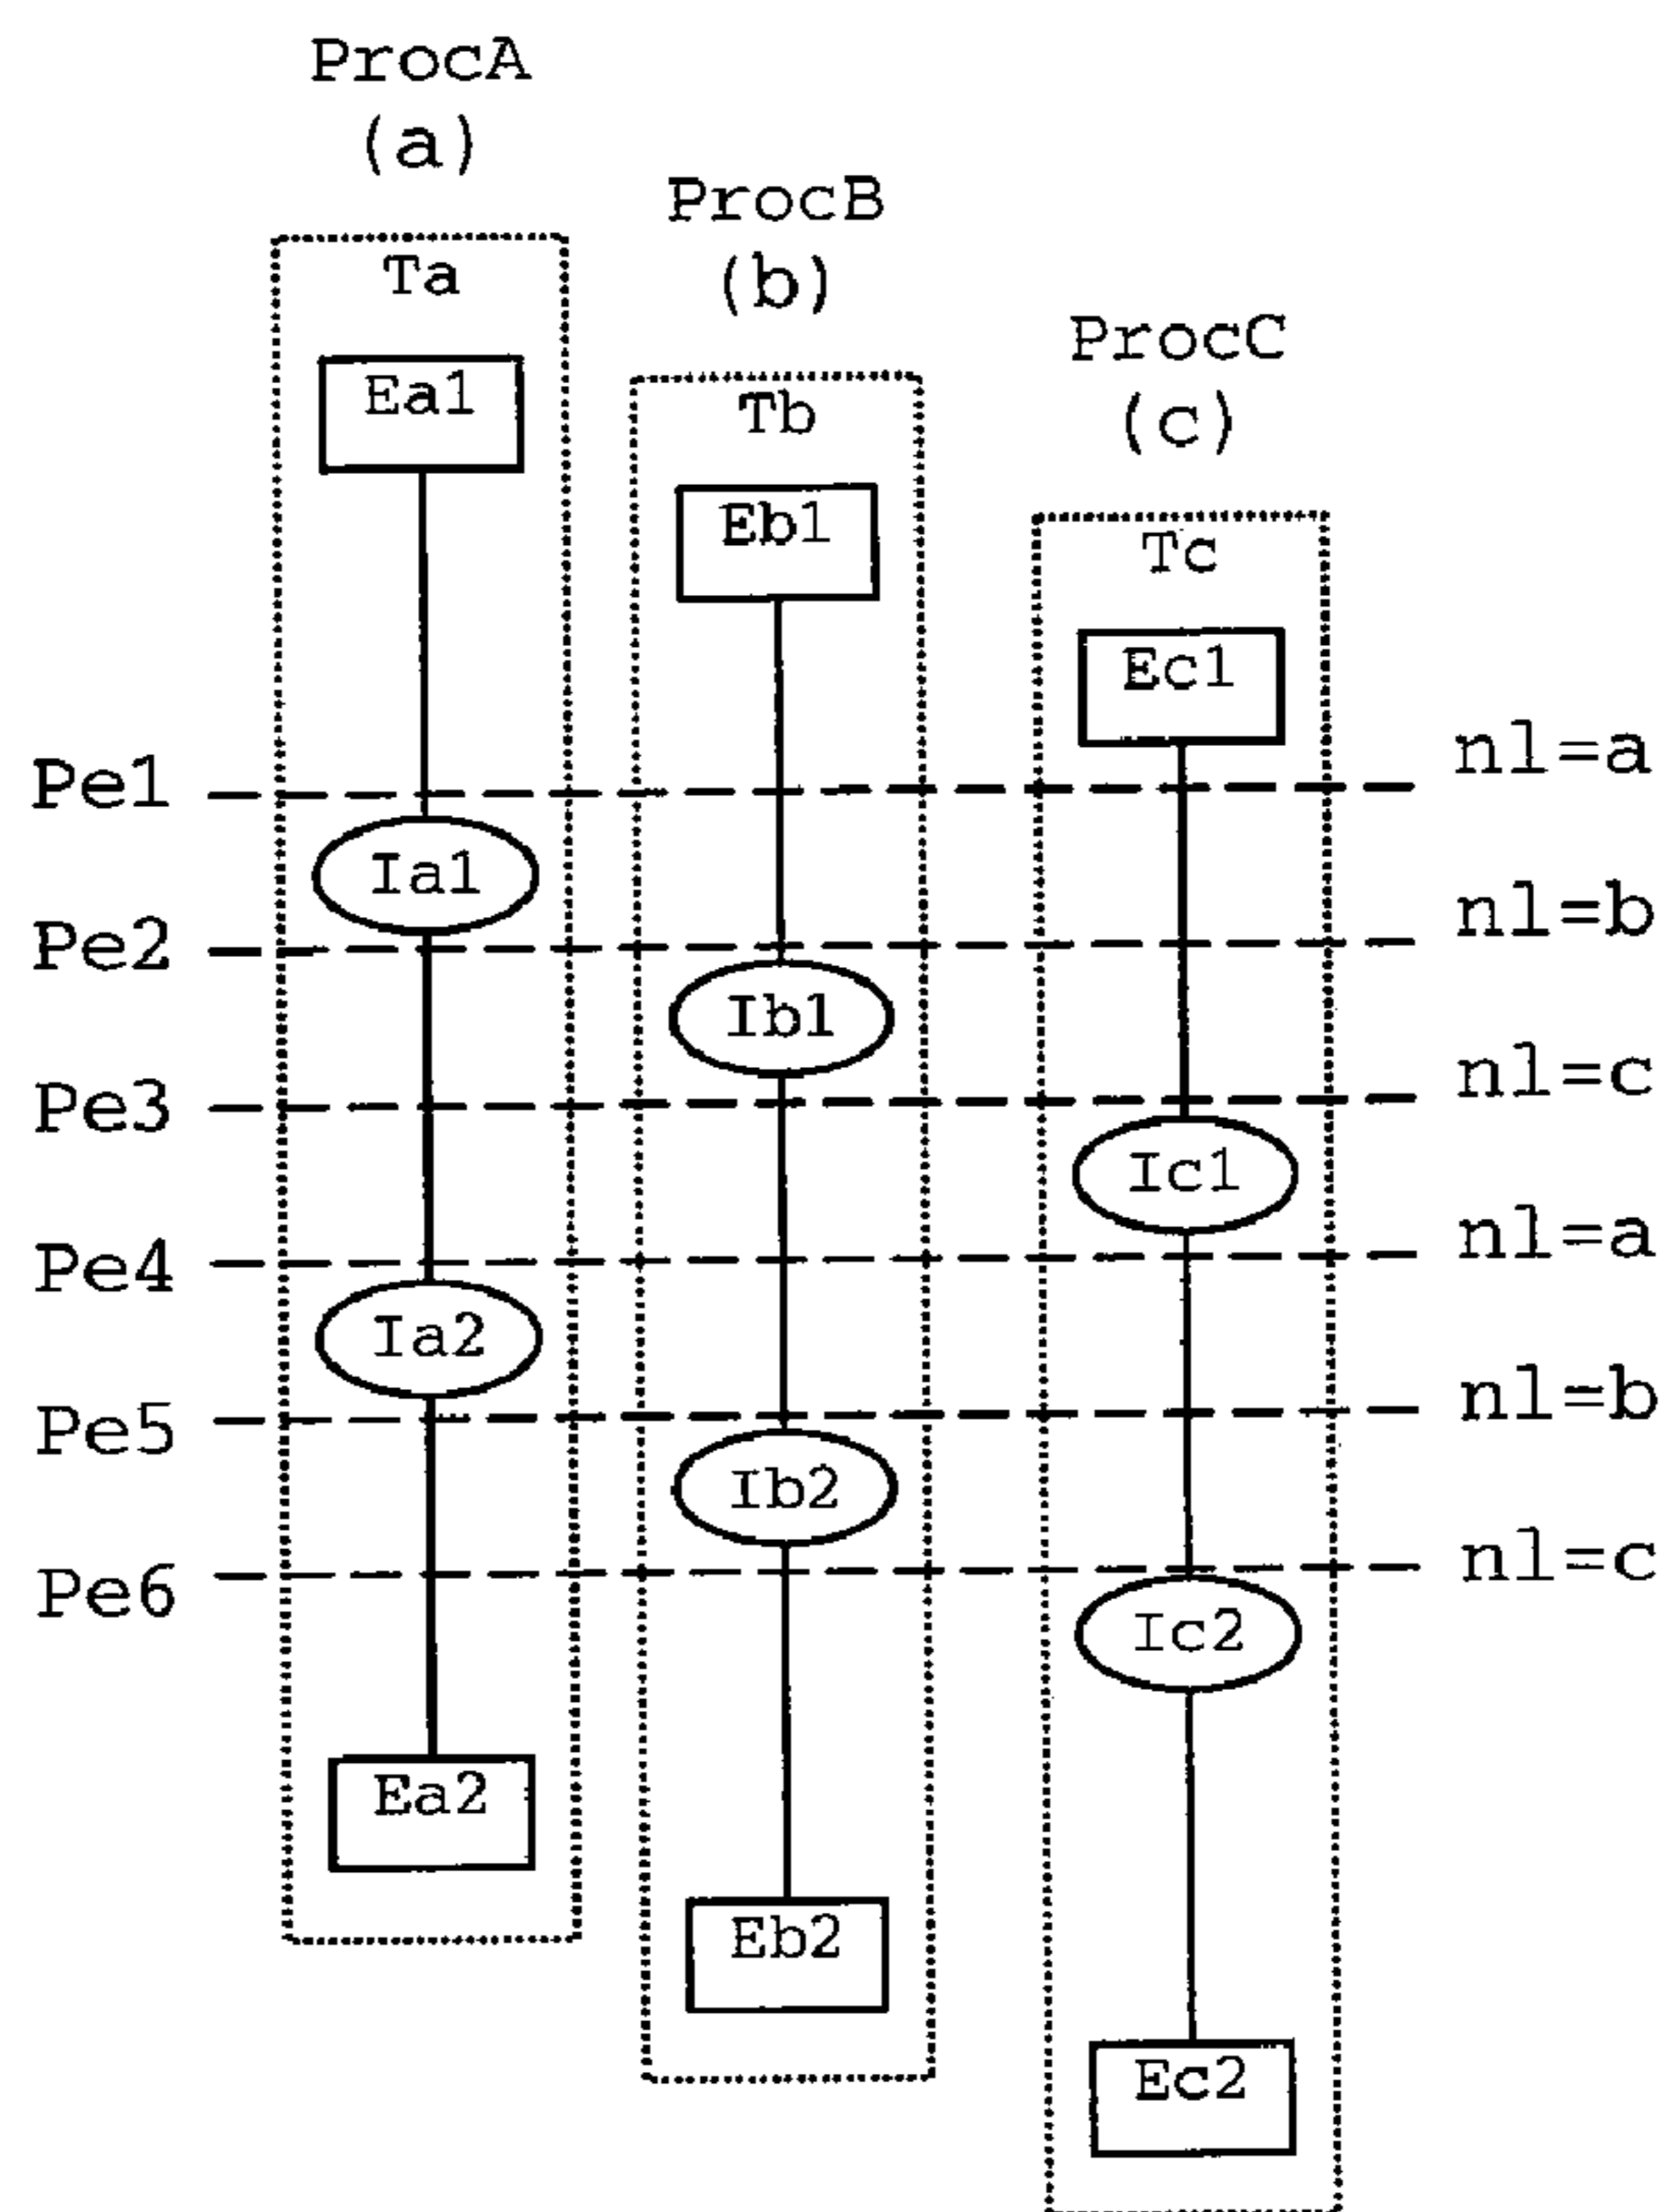 ProcA
(a)
ProcB
(b)
ProcC
(c)
Ta
Ea1
Tb
Eb1
Tc
Ec1
Pe1
nl=a
Ia1
Pe2
nl=b
Ib1
Pe3
nl=c
Ic1
Pe4
nl=a
Ia2
Pe5
nl=b
Ib2
Pe6
nl=c
Ic2
Ea2
Eb2
Ec2